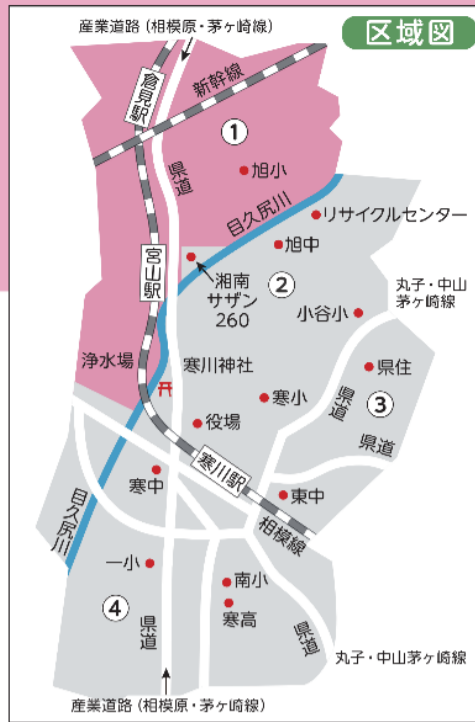 産業道路（相模原・茅ヶ崎線）
区域図
倉見駅
新幹線
①
県道
旭小
目久尻川
リサイクルセンター
旭中
宮山駅
湘南
サザン
260
②
丸子・中山
茅ヶ崎線
小谷小
浄水場
寒川神社
県住
県道
③
寒小
役場
県道
寒川駅
寒中
東中
相模線
目久尻川
一小
南小
④
寒高
県道
県道
丸子・中山茅ヶ崎線
産業道路（相模原・茅ヶ崎線）